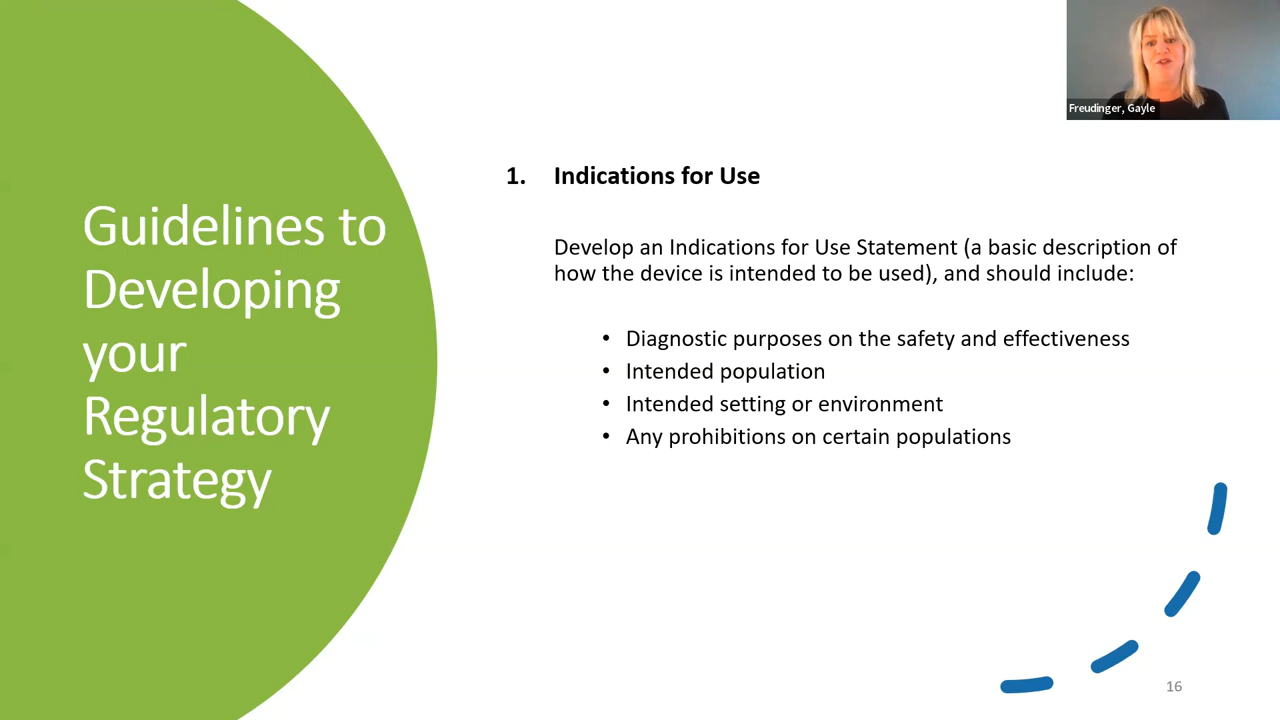 Freudinger, Gayle
Guidelines to
Developing
your
Regulatory
Strategy
1. Indications for Use
Develop an Indications for Use Statement (a basic description of
how the device is intended to be used), and should include:
• Diagnostic purposes on the safety and effectiveness
• Intended population
• Intended setting or environment
• Any prohibitions on certain populations
16